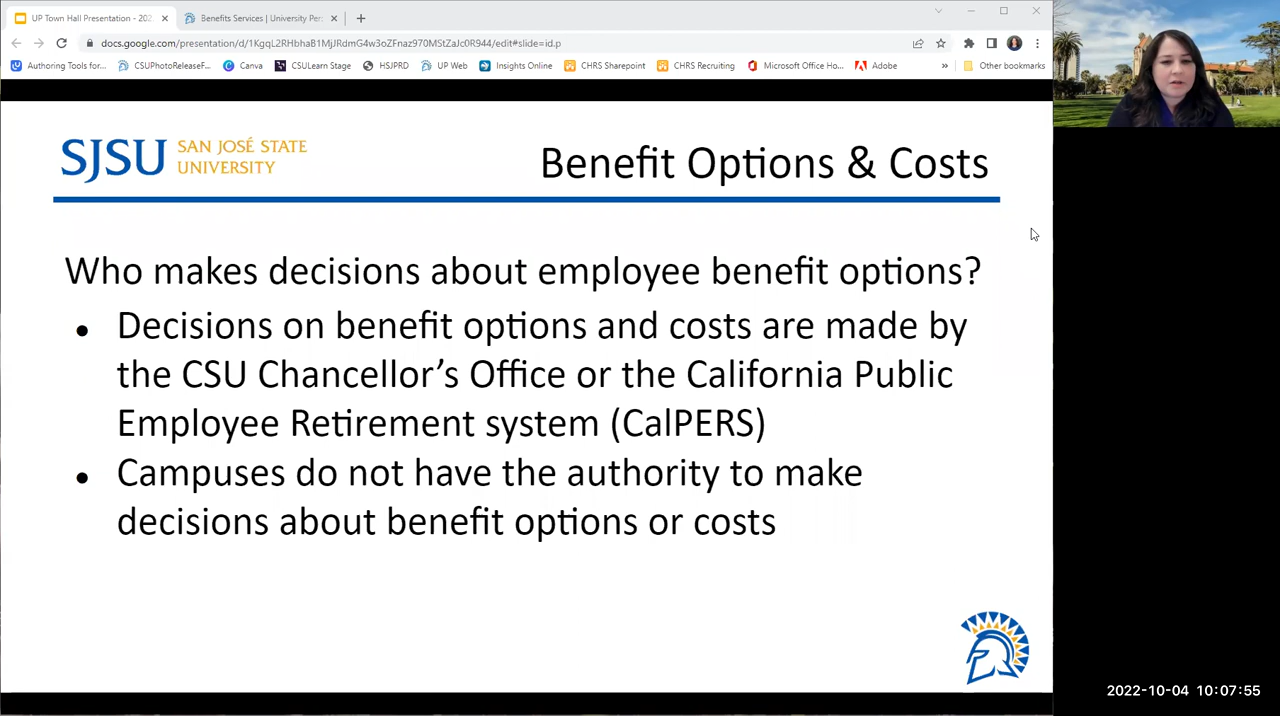 UP Town Hall Presentation - 202
Benefits Services | University Per
docs.google.com/presentation/d/1KgqL2RHbhaB1MjJRdmG4w3oZFnaz970MStZaJc0R944/edit#slide=id.p
Authoring Tools for...
CSUPhotoReleaseF...
Canva
CSULearn Stage
HSJPRD
UP Web
Insights Online
CHRS Sharepoint
CHRS Recruiting
Microsoft Office Ho...
Adobe
»
Other bookmarks
SJSU
SAN JOSÉ STATE
UNIVERSITY
Benefit Options & Costs
Who makes decisions about employee benefit options?
● Decisions on benefit options and costs are made by
the CSU Chancellor's Office or the California Public
Employee Retirement system (CalPERS)
● Campuses do not have the authority to make
decisions about benefit options or costs
2022-10-04 10:07:55